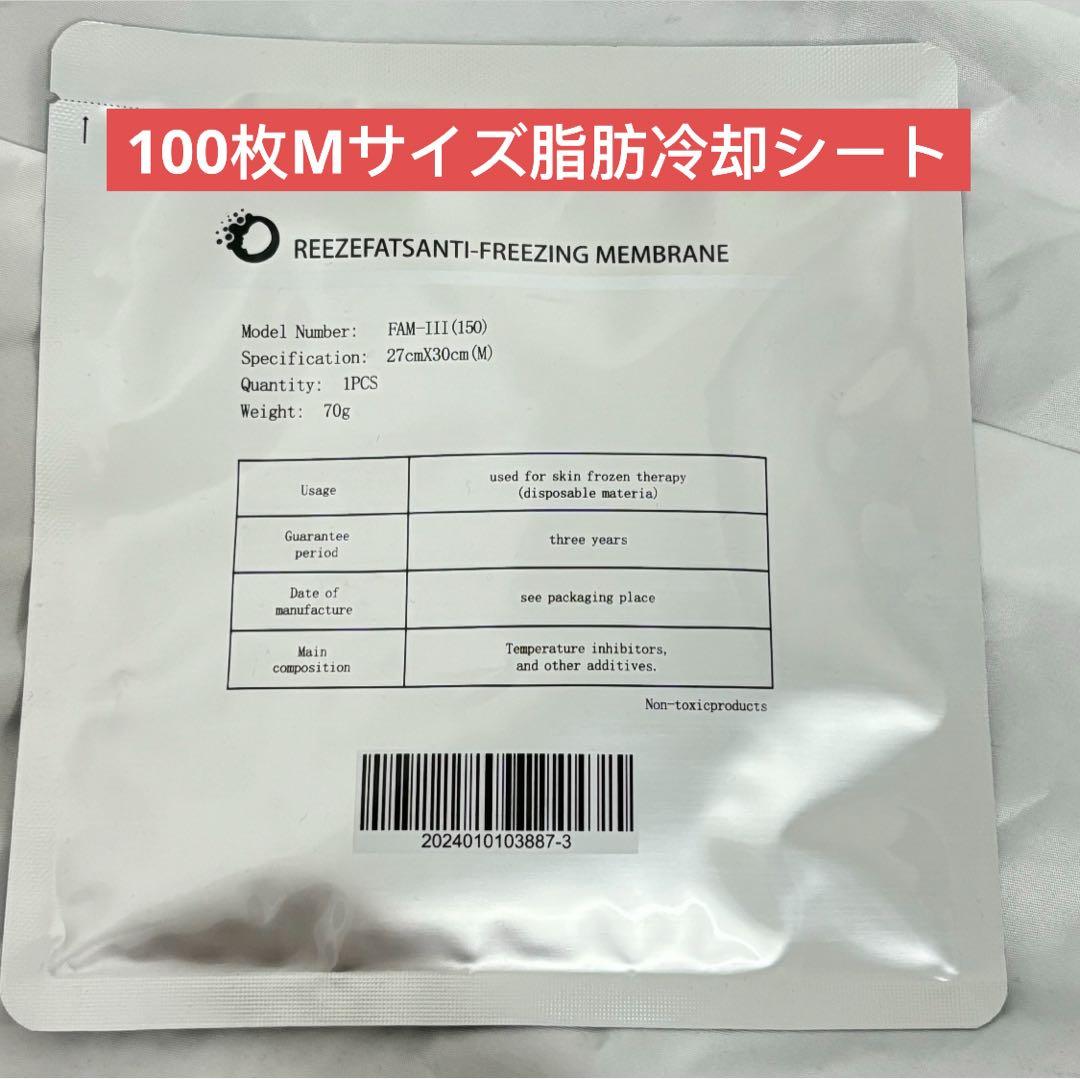 100枚Mサイズ脂肪冷却シート
REEZEFATSANTI-FREEZING MEMBRANE
Model Number: FAM-III(150)
Specification: 27cmX30cm(M)
Quantity: 1PCS
Weight: 70g
Usage
used for skin frozen therapy
(disposable materia)
Guarantee
period
three years
Date of
manufacture
see packaging place
Main
composition
Temperature inhibitors,
and other additives.
Non-toxicproducts
2024010103887-3